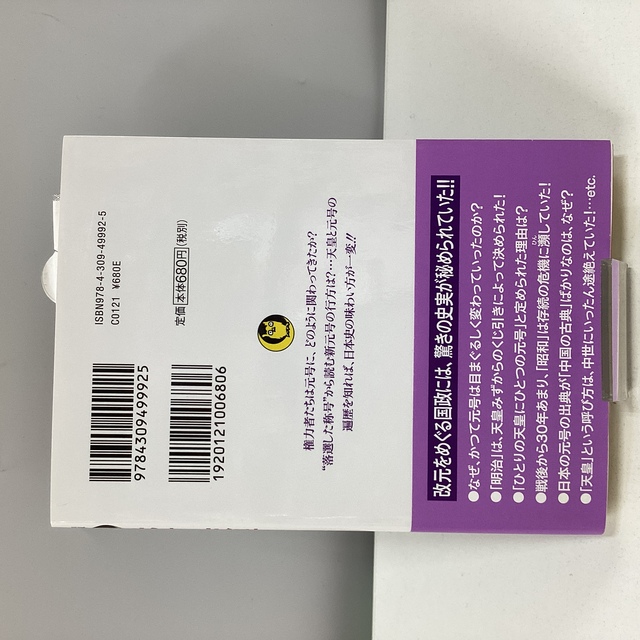 ISBN978-4-309-49992-5
C0121 ¥680E
定価 本体680円(税別)
9784309499925
1920121006806
権力者たちは元号に、どのように関わってきたか?
“落選した称号”から読む新元号の行方は?…天皇と元号の
遍歴を知れば、日本史の味わい方が一変!!
改元をめぐる国政には、驚きの史実が秘められていた!!
●なぜ、かつて元号は目まぐるしく変わっていったのか?
●「明治」は、天皇みずからのくじ引きによって決められた!
●「ひとりの天皇にひとつの元号」と定められた理由は?
●戦後から30年あまり、「昭和」は存続の危機に瀕していた!
●日本の元号の出典が「中国の古典」ばかりなのは、なぜ?
●「天皇」という呼び方は、中世にいったん途絶えていた!…etc.